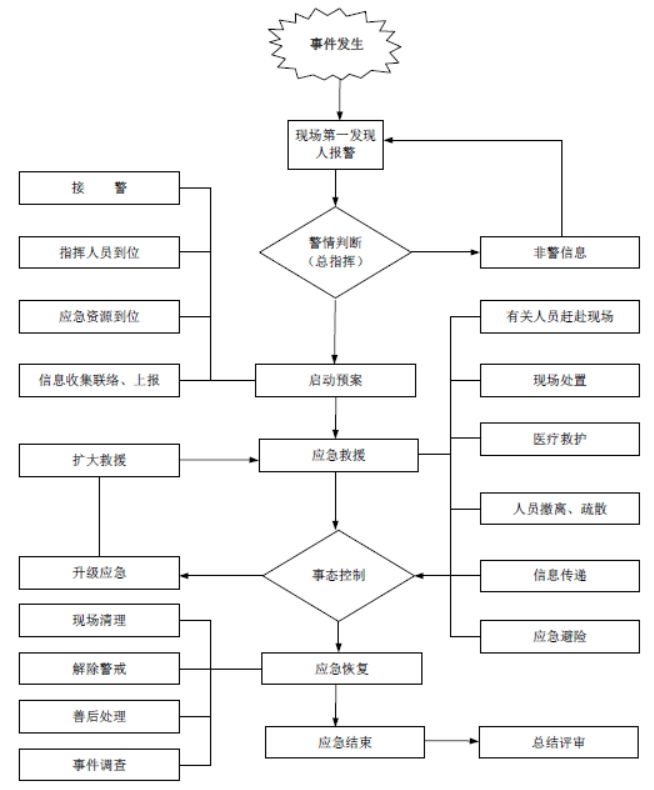 事件发生
现场第一发现
人报警
接 警
警情判断
（总指挥）
指挥人员到位
非警信息
应急资源到位
有关人员赶赴现场
信息收集联络、上报
启动预案
现场处置
扩大救援
应急救援
医疗救护
人员撤离、疏散
升级应急
事态控制
信息传递
现场清理
应急避险
解除警戒
应急恢复
善后处理
应急结束
总结评审
事件调查